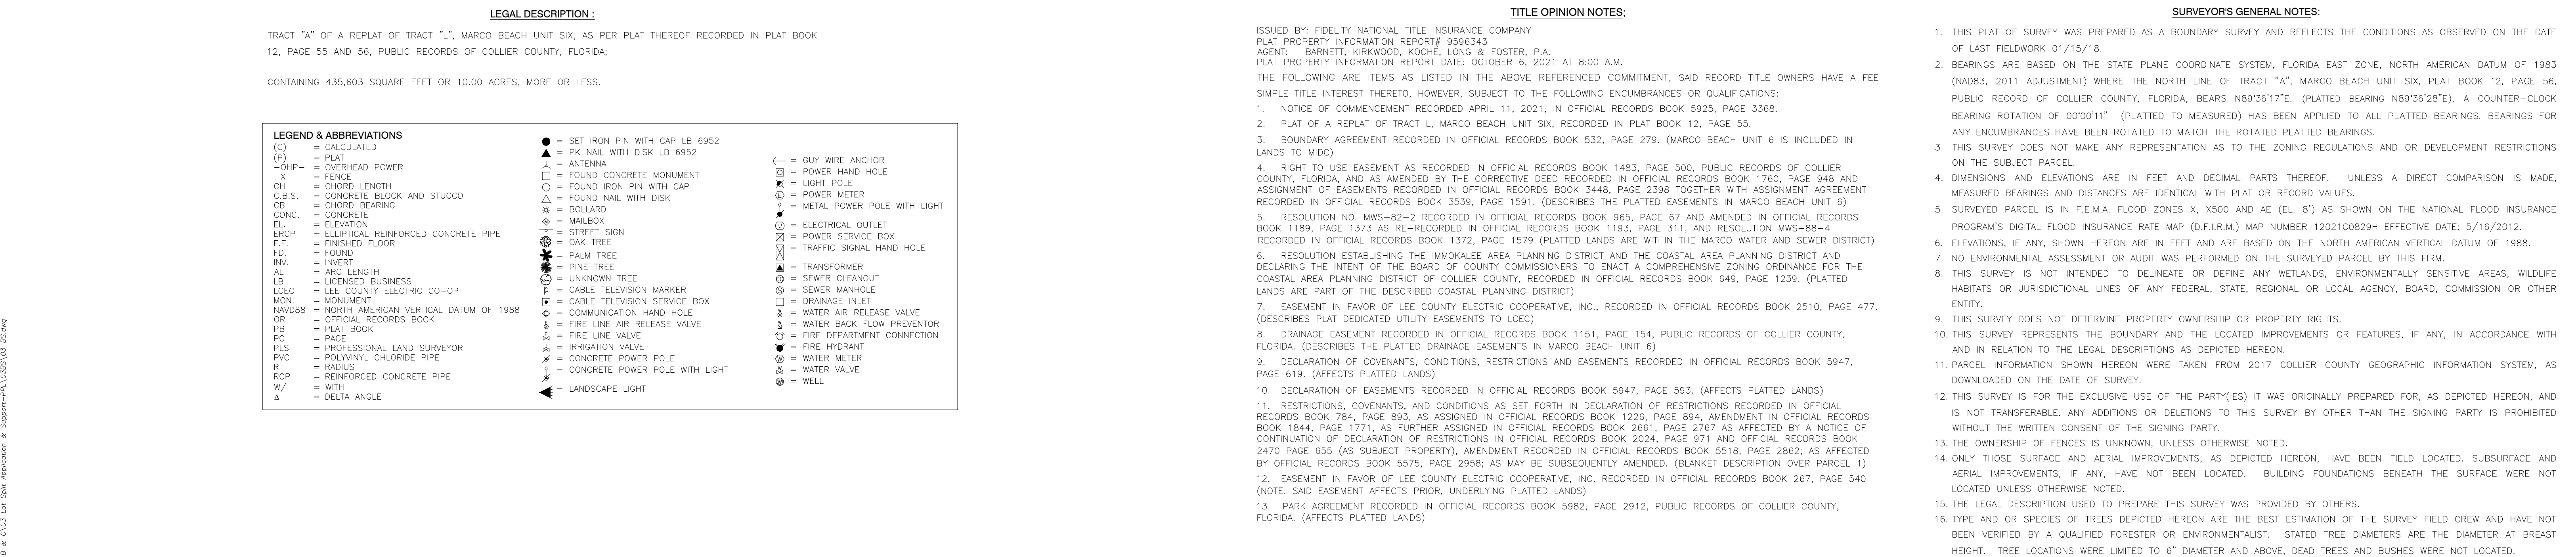 LEGAL DESCRIPTION :
TRACT "A" OF A REPLAT OF TRACT "L", MARCO BEACH UNIT SIX, AS PER PLAT THEREOF RECORDED IN PLAT BOOK
12, PAGE 55 AND 56, PUBLIC RECORDS OF COLLIER COUNTY, FLORIDA;
CONTAINING 435,603 SQUARE FEET OR 10.00 ACRES, MORE OR LESS.
LEGEND & ABBREVIATIONS
(C) = CALCULATED
(P) = PLAT
-OHP- = OVERHEAD POWER
-X- = FENCE
CH = CHORD LENGTH
C.B.S. = CONCRETE BLOCK AND STUCCO
CB = CHORD BEARING
CONC. = CONCRETE
EL. = ELEVATION
ERCP = ELLIPTICAL REINFORCED CONCRETE PIPE
F.F. = FINISHED FLOOR
FD. = FOUND
INV. = INVERT
AL = ARC LENGTH
LB = LICENSED BUSINESS
LCEC = LEE COUNTY ELECTRIC CO-OP
MON. = MONUMENT
NAVD88 = NORTH AMERICAN VERTICAL DATUM OF 1988
OR = OFFICIAL RECORDS BOOK
PB = PLAT BOOK
PG = PAGE
PLS = PROFESSIONAL LAND SURVEYOR
PVC = POLYVINYL CHLORIDE PIPE
R = RADIUS
RCP = REINFORCED CONCRETE PIPE
W/ = WITH
Δ = DELTA ANGLE
= SET IRON PIN WITH CAP LB 6952
= PK NAIL WITH DISK LB 6952
= ANTENNA
= FOUND CONCRETE MONUMENT
= FOUND IRON PIN WITH CAP
= FOUND NAIL WITH DISK
= BOLLARD
= MAILBOX
= STREET SIGN
= OAK TREE
= PALM TREE
= PINE TREE
= UNKNOWN TREE
= CABLE TELEVISION MARKER
= CABLE TELEVISION SERVICE BOX
= COMMUNICATION HAND HOLE
= FIRE LINE AIR RELEASE VALVE
= FIRE LINE VALVE
= IRRIGATION VALVE
= CONCRETE POWER POLE
= CONCRETE POWER POLE WITH LIGHT
= LANDSCAPE LIGHT
= GUY WIRE ANCHOR
= POWER HAND HOLE
= LIGHT POLE
= POWER METER
= METAL POWER POLE WITH LIGHT
= ELECTRICAL OUTLET
= POWER SERVICE BOX
= TRAFFIC SIGNAL HAND HOLE
= TRANSFORMER
= SEWER CLEANOUT
= SEWER MANHOLE
= DRAINAGE INLET
= WATER AIR RELEASE VALVE
= WATER BACK FLOW PREVENTOR
= FIRE DEPARTMENT CONNECTION
= FIRE HYDRANT
= WATER METER
= WATER VALVE
= WELL
B & C\03 Lot Split Application & Support-PPL\03BS\03 BS.dwg
TITLE OPINION NOTES;
ISSUED BY: FIDELITY NATIONAL TITLE INSURANCE COMPANY
PLAT PROPERTY INFORMATION REPORT# 9596343
AGENT: BARNETT, KIRKWOOD, KOCHE, LONG & FOSTER, P.A.
PLAT PROPERTY INFORMATION REPORT DATE: OCTOBER 6, 2021 AT 8:00 A.M.
THE FOLLOWING ARE ITEMS AS LISTED IN THE ABOVE REFERENCED COMMITMENT, SAID RECORD TITLE OWNERS HAVE A FEE
SIMPLE TITLE INTEREST THERETO, HOWEVER, SUBJECT TO THE FOLLOWING ENCUMBRANCES OR QUALIFICATIONS;
1. NOTICE OF COMMENCEMENT RECORDED APRIL 11, 2021, IN OFFICIAL RECORDS BOOK 5925, PAGE 3368.
2. PLAT OF A REPLAT OF TRACT L, MARCO BEACH UNIT SIX, RECORDED IN PLAT BOOK 12, PAGE 55.
3. BOUNDARY AGREEMENT RECORDED IN OFFICIAL RECORDS BOOK 532, PAGE 279. (MARCO BEACH UNIT 6 IS INCLUDED IN
LANDS TO MIDC)
4. RIGHT TO USE EASEMENT AS RECORDED IN OFFICIAL RECORDS BOOK 1483, PAGE 500, PUBLIC RECORDS OF COLLIER
COUNTY, FLORIDA, AND AS AMENDED BY THE CORRECTIVE DEED RECORDED IN OFFICIAL RECORDS BOOK 1760, PAGE 948 AND
ASSIGNMENT OF EASEMENTS RECORDED IN OFFICIAL RECORDS BOOK 3448, PAGE 2398 TOGETHER WITH ASSIGNMENT AGREEMENT
RECORDED IN OFFICIAL RECORDS BOOK 3539, PAGE 1591. (DESCRIBES THE PLATTED EASEMENTS IN MARCO BEACH UNIT 6)
5. RESOLUTION NO. MWS-82-2 RECORDED IN OFFICIAL RECORDS BOOK 965, PAGE 67 AND AMENDED IN OFFICIAL RECORDS
BOOK 1189, PAGE 1373 AS RE-RECORDED IN OFFICIAL RECORDS BOOK 1193, PAGE 311, AND RESOLUTION MWS-88-4
RECORDED IN OFFICIAL RECORDS BOOK 1372, PAGE 1579. (PLATTED LANDS ARE WITHIN THE MARCO WATER AND SEWER DISTRICT)
6. RESOLUTION ESTABLISHING THE IMMOKALEE AREA PLANNING DISTRICT AND THE COASTAL AREA PLANNING DISTRICT AND
DECLARING THE INTENT OF THE BOARD OF COUNTY COMMISSIONERS TO ENACT A COMPREHENSIVE ZONING ORDINANCE FOR THE
COASTAL AREA PLANNING DISTRICT OF COLLIER COUNTY, RECORDED IN OFFICIAL RECORDS BOOK 649, PAGE 1239. (PLATTED
LANDS ARE PART OF THE DESCRIBED COASTAL PLANNING DISTRICT)
7. EASEMENT IN FAVOR OF LEE COUNTY ELECTRIC COOPERATIVE, INC., RECORDED IN OFFICIAL RECORDS BOOK 2510, PAGE 477.
(DESCRIBES PLAT DEDICATED UTILITY EASEMENTS TO LCEC)
8. DRAINAGE EASEMENT RECORDED IN OFFICIAL RECORDS BOOK 1151, PAGE 154, PUBLIC RECORDS OF COLLIER COUNTY,
FLORIDA. (DESCRIBES THE PLATTED DRAINAGE EASEMENTS IN MARCO BEACH UNIT 6)
9. DECLARATION OF COVENANTS, CONDITIONS, RESTRICTIONS AND EASEMENTS RECORDED IN OFFICIAL RECORDS BOOK 5947,
PAGE 619. (AFFECTS PLATTED LANDS)
10. DECLARATION OF EASEMENTS RECORDED IN OFFICIAL RECORDS BOOK 5947, PAGE 593. (AFFECTS PLATTED LANDS)
11. RESTRICTIONS, COVENANTS, AND CONDITIONS AS SET FORTH IN DECLARATION OF RESTRICTIONS RECORDED IN OFFICIAL
RECORDS BOOK 784, PAGE 893, AS ASSIGNED IN OFFICIAL RECORDS BOOK 1226, PAGE 894, AMENDMENT IN OFFICIAL RECORDS
BOOK 1844, PAGE 1771, AS FURTHER ASSIGNED IN OFFICIAL RECORDS BOOK 2661, PAGE 2767 AS AFFECTED BY A NOTICE OF
CONTINUATION OF DECLARATION OF RESTRICTIONS IN OFFICIAL RECORDS BOOK 2024, PAGE 971 AND OFFICIAL RECORDS BOOK
2470 PAGE 655 (AS SUBJECT PROPERTY), AMENDMENT RECORDED IN OFFICIAL RECORDS BOOK 5518, PAGE 2862; AS AFFECTED
BY OFFICIAL RECORDS BOOK 5575, PAGE 2958; AS MAY BE SUBSEQUENTLY AMENDED. (BLANKET DESCRIPTION OVER PARCEL 1)
12. EASEMENT IN FAVOR OF LEE COUNTY ELECTRIC COOPERATIVE, INC. RECORDED IN OFFICIAL RECORDS BOOK 267, PAGE 540
(NOTE: SAID EASEMENT AFFECTS PRIOR, UNDERLYING PLATTED LANDS)
13. PARK AGREEMENT RECORDED IN OFFICIAL RECORDS BOOK 5982, PAGE 2912, PUBLIC RECORDS OF COLLIER COUNTY,
FLORIDA. (AFFECTS PLATTED LANDS)
SURVEYOR'S GENERAL NOTES:
1. THIS PLAT OF SURVEY WAS PREPARED AS A BOUNDARY SURVEY AND REFLECTS THE CONDITIONS AS OBSERVED ON THE DATE
OF LAST FIELDWORK 01/15/18.
2. BEARINGS ARE BASED ON THE STATE PLANE COORDINATE SYSTEM, FLORIDA EAST ZONE, NORTH AMERICAN DATUM OF 1983
(NAD83, 2011 ADJUSTMENT) WHERE THE NORTH LINE OF TRACT "A", MARCO BEACH UNIT SIX, PLAT BOOK 12, PAGE 56,
PUBLIC RECORD OF COLLIER COUNTY, FLORIDA, BEARS N89°36'17"E. (PLATTED BEARING N89°36'28"E), A COUNTER-CLOCK
BEARING ROTATION OF 00°00'11" (PLATTED TO MEASURED) HAS BEEN APPLIED TO ALL PLATTED BEARINGS. BEARINGS FOR
ANY ENCUMBRANCES HAVE BEEN ROTATED TO MATCH THE ROTATED PLATTED BEARINGS.
3. THIS SURVEY DOES NOT MAKE ANY REPRESENTATION AS TO THE ZONING REGULATIONS AND OR DEVELOPMENT RESTRICTIONS
ON THE SUBJECT PARCEL.
4. DIMENSIONS AND ELEVATIONS ARE IN FEET AND DECIMAL PARTS THEREOF. UNLESS A DIRECT COMPARISON IS MADE,
MEASURED BEARINGS AND DISTANCES ARE IDENTICAL WITH PLAT OR RECORD VALUES.
5. SURVEYED PARCEL IS IN F.E.M.A. FLOOD ZONES X, X500 AND AE (EL. 8') AS SHOWN ON THE NATIONAL FLOOD INSURANCE
PROGRAM'S DIGITAL FLOOD INSURANCE RATE MAP (D.F.I.R.M.) MAP NUMBER 12021C0829H EFFECTIVE DATE: 5/16/2012.
6. ELEVATIONS, IF ANY, SHOWN HEREON ARE IN FEET AND ARE BASED ON THE NORTH AMERICAN VERTICAL DATUM OF 1988.
7. NO ENVIRONMENTAL ASSESSMENT OR AUDIT WAS PERFORMED ON THE SURVEYED PARCEL BY THIS FIRM.
8. THIS SURVEY IS NOT INTENDED TO DELINEATE OR DEFINE ANY WETLANDS, ENVIRONMENTALLY SENSITIVE AREAS, WILDLIFE
HABITATS OR JURISDICTIONAL LINES OF ANY FEDERAL, STATE, REGIONAL OR LOCAL AGENCY, BOARD, COMMISSION OR OTHER
ENTITY.
9. THIS SURVEY DOES NOT DETERMINE PROPERTY OWNERSHIP OR PROPERTY RIGHTS.
10. THIS SURVEY REPRESENTS THE BOUNDARY AND THE LOCATED IMPROVEMENTS OR FEATURES, IF ANY, IN ACCORDANCE WITH
AND IN RELATION TO THE LEGAL DESCRIPTIONS AS DEPICTED HEREON.
11. PARCEL INFORMATION SHOWN HEREON WERE TAKEN FROM 2017 COLLIER COUNTY GEOGRAPHIC INFORMATION SYSTEM, AS
DOWNLOADED ON THE DATE OF SURVEY.
12. THIS SURVEY IS FOR THE EXCLUSIVE USE OF THE PARTY(IES) IT WAS ORIGINALLY PREPARED FOR, AS DEPICTED HEREON, AND
IS NOT TRANSFERABLE. ANY ADDITIONS OR DELETIONS TO THIS SURVEY BY OTHER THAN THE SIGNING PARTY IS PROHIBITED
WITHOUT THE WRITTEN CONSENT OF THE SIGNING PARTY.
13. THE OWNERSHIP OF FENCES IS UNKNOWN, UNLESS OTHERWISE NOTED.
14. ONLY THOSE SURFACE AND AERIAL IMPROVEMENTS, AS DEPICTED HEREON, HAVE BEEN FIELD LOCATED. SUBSURFACE AND
AERIAL IMPROVEMENTS, IF ANY, HAVE NOT BEEN LOCATED. BUILDING FOUNDATIONS BENEATH THE SURFACE WERE NOT
LOCATED UNLESS OTHERWISE NOTED.
15. THE LEGAL DESCRIPTION USED TO PREPARE THIS SURVEY WAS PROVIDED BY OTHERS.
16. TYPE AND OR SPECIES OF TREES DEPICTED HEREON ARE THE BEST ESTIMATION OF THE SURVEY FIELD CREW AND HAVE NOT
BEEN VERIFIED BY A QUALIFIED FORESTER OR ENVIRONMENTALIST. STATED TREE DIAMETERS ARE THE DIAMETER AT BREAST
HEIGHT. TREE LOCATIONS WERE LIMITED TO 6" DIAMETER AND ABOVE, DEAD TREES AND BUSHES WERE NOT LOCATED.